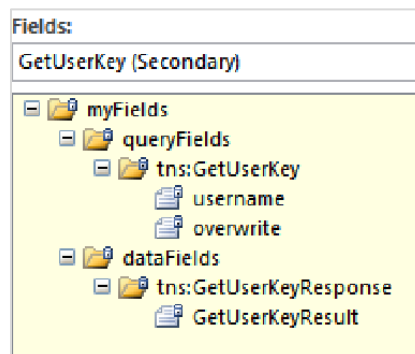 Fields:
GetUserKey (Secondary)
myFields
queryFields
tns:GetUserKey
username
overwrite
dataFields
tns:GetUserKeyResponse
GetUserKeyResult